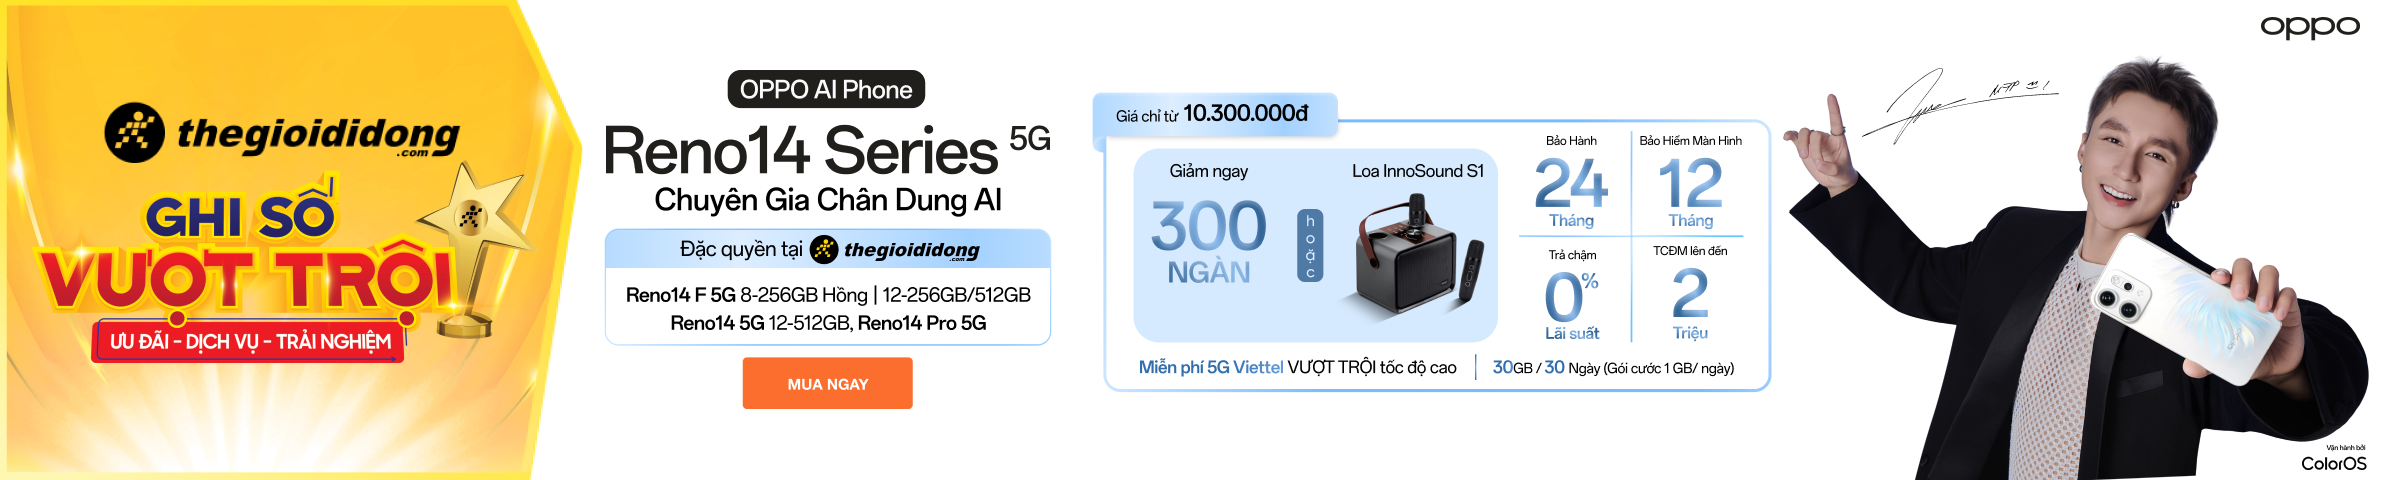 thegioididong
.com
GHI SỐ
VƯỢT TRỘI
ƯU ĐÃI - DỊCH VỤ - TRẢI NGHIỆM
OPPO AI Phone
Reno14 Series 5G
Chuyên Gia Chân Dung AI
Đặc quyền tại thegioididong
.com
Reno14 F 5G 8-256GB Hồng | 12-256GB/512GB
Reno14 5G 12-512GB, Reno14 Pro 5G
MUA NGAY
Giá chỉ từ 10.300.000đ
Giảm ngay
300
NGÀN
hoặc
Loa InnoSound S1
Bảo Hành
24
Tháng
Bảo Hiểm Màn Hình
12
Tháng
Trả chậm
0%
Lãi suất
TCĐM lên đến
2
Triệu
Miễn phí 5G Viettel VƯỢT TRỘI tốc độ cao
30GB / 30 Ngày (Gói cước 1 GB/ ngày)
oppo
Vận hành bởi
ColorOS